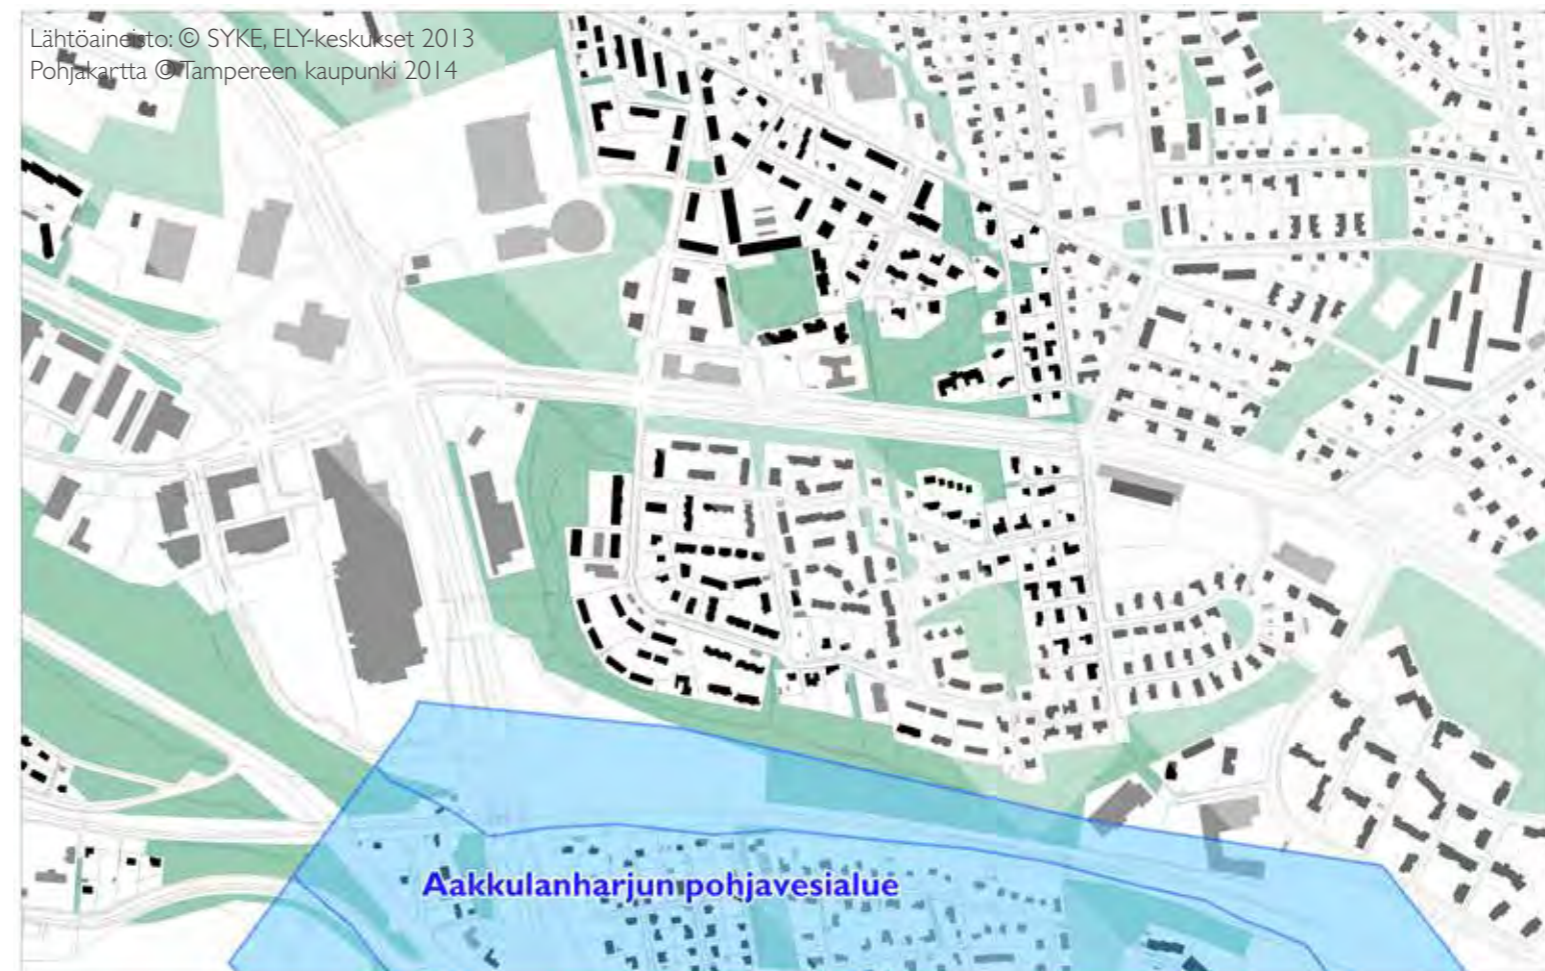 Lähtöaineisto: © SYKE, ELY-keskukset 2013
Pohjakartta © Tampereen kaupunki 2014
Aakkulanharjun pohjavesialue